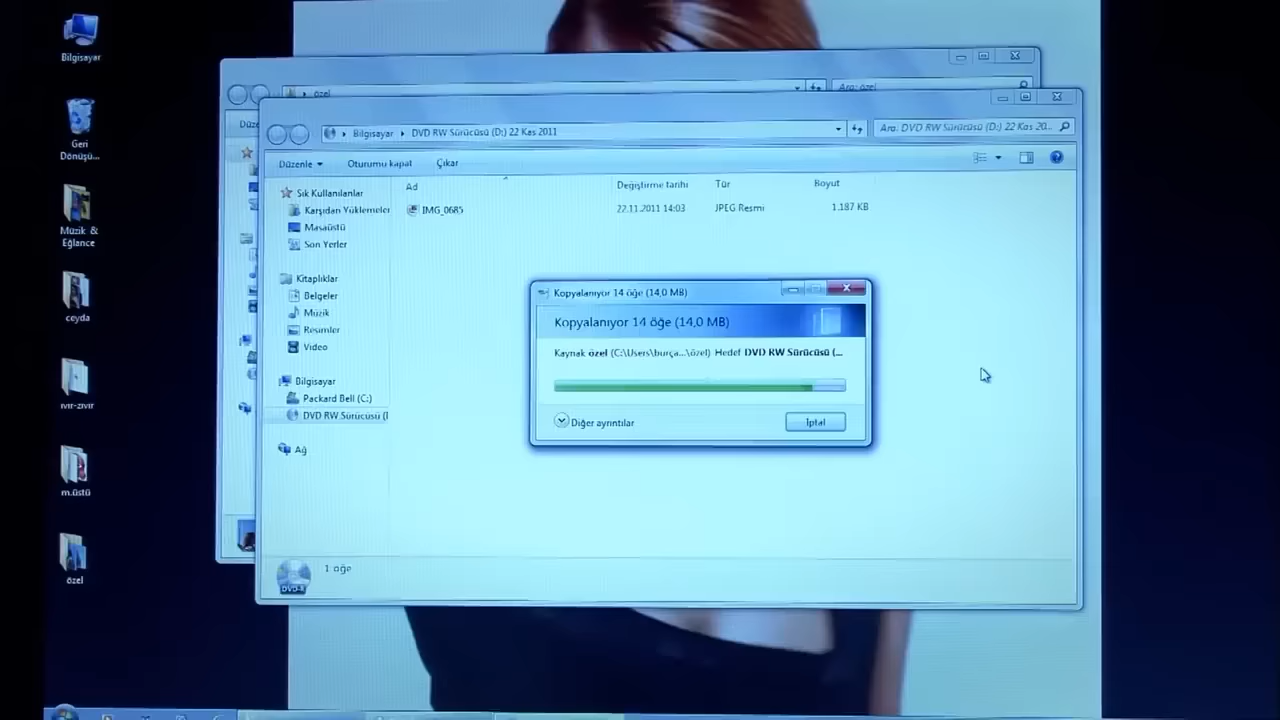 Bilgisayar
Geri
Dönüşü...
Müzik &
Eğlance
ceyda
ıvır-zıvır
m.üstü
özel
özel
Ara: özel
Düze
Bilgisayar
DVD RW Sürücüsü (D:) 22 Kas 2011
Ara: DVD RW Sürücüsü (D:) 22 Kas 20...
Düzenle
Oturumu kapat
Çıkar
Sık Kullanılanlar
Karşıdan Yüklemeler
Masaüstü
Son Yerler
Kitaplıklar
Belgeler
Müzik
Resimler
Video
Bilgisayar
Packard Bell (C:)
DVD RW Sürücüsü (I
Ağ
Ad
Değiştirme tarihi
Tür
Boyut
IMG_0685
22.11.2011 14:03
JPEG Resmi
1.187 KB
Kopyalanıyor 14 öğe (14,0 MB)
Kopyalanıyor 14 öğe (14,0 MB)
Kaynak özel (C:\Users\burça...\özel) Hedef DVD RW Sürücüsü (...
Diğer ayrıntılar
İptal
DVD-R
1 öğe